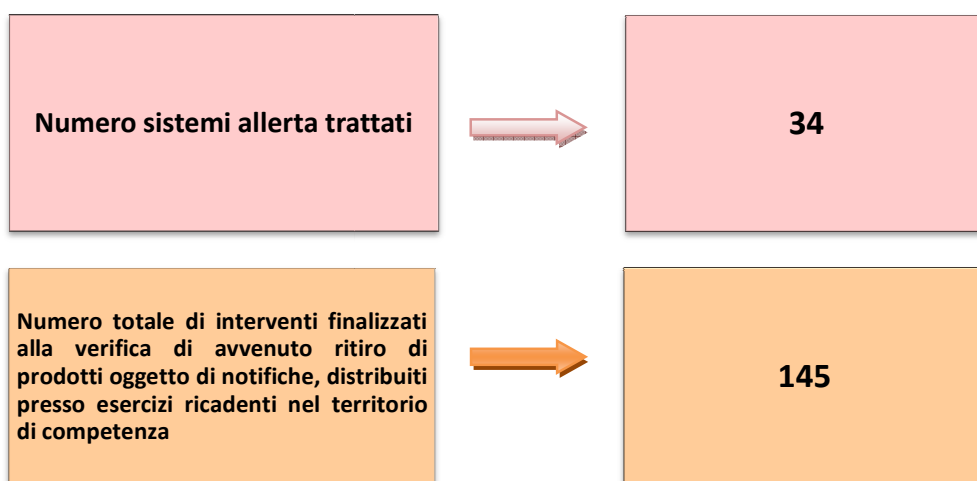 Numero sistemi allerta trattati
34
Numero totale di interventi finalizzati
alla verifica di avvenuto ritiro di
prodotti oggetto di notifiche, distribuiti
presso esercizi ricadenti nel territorio
di competenza
145